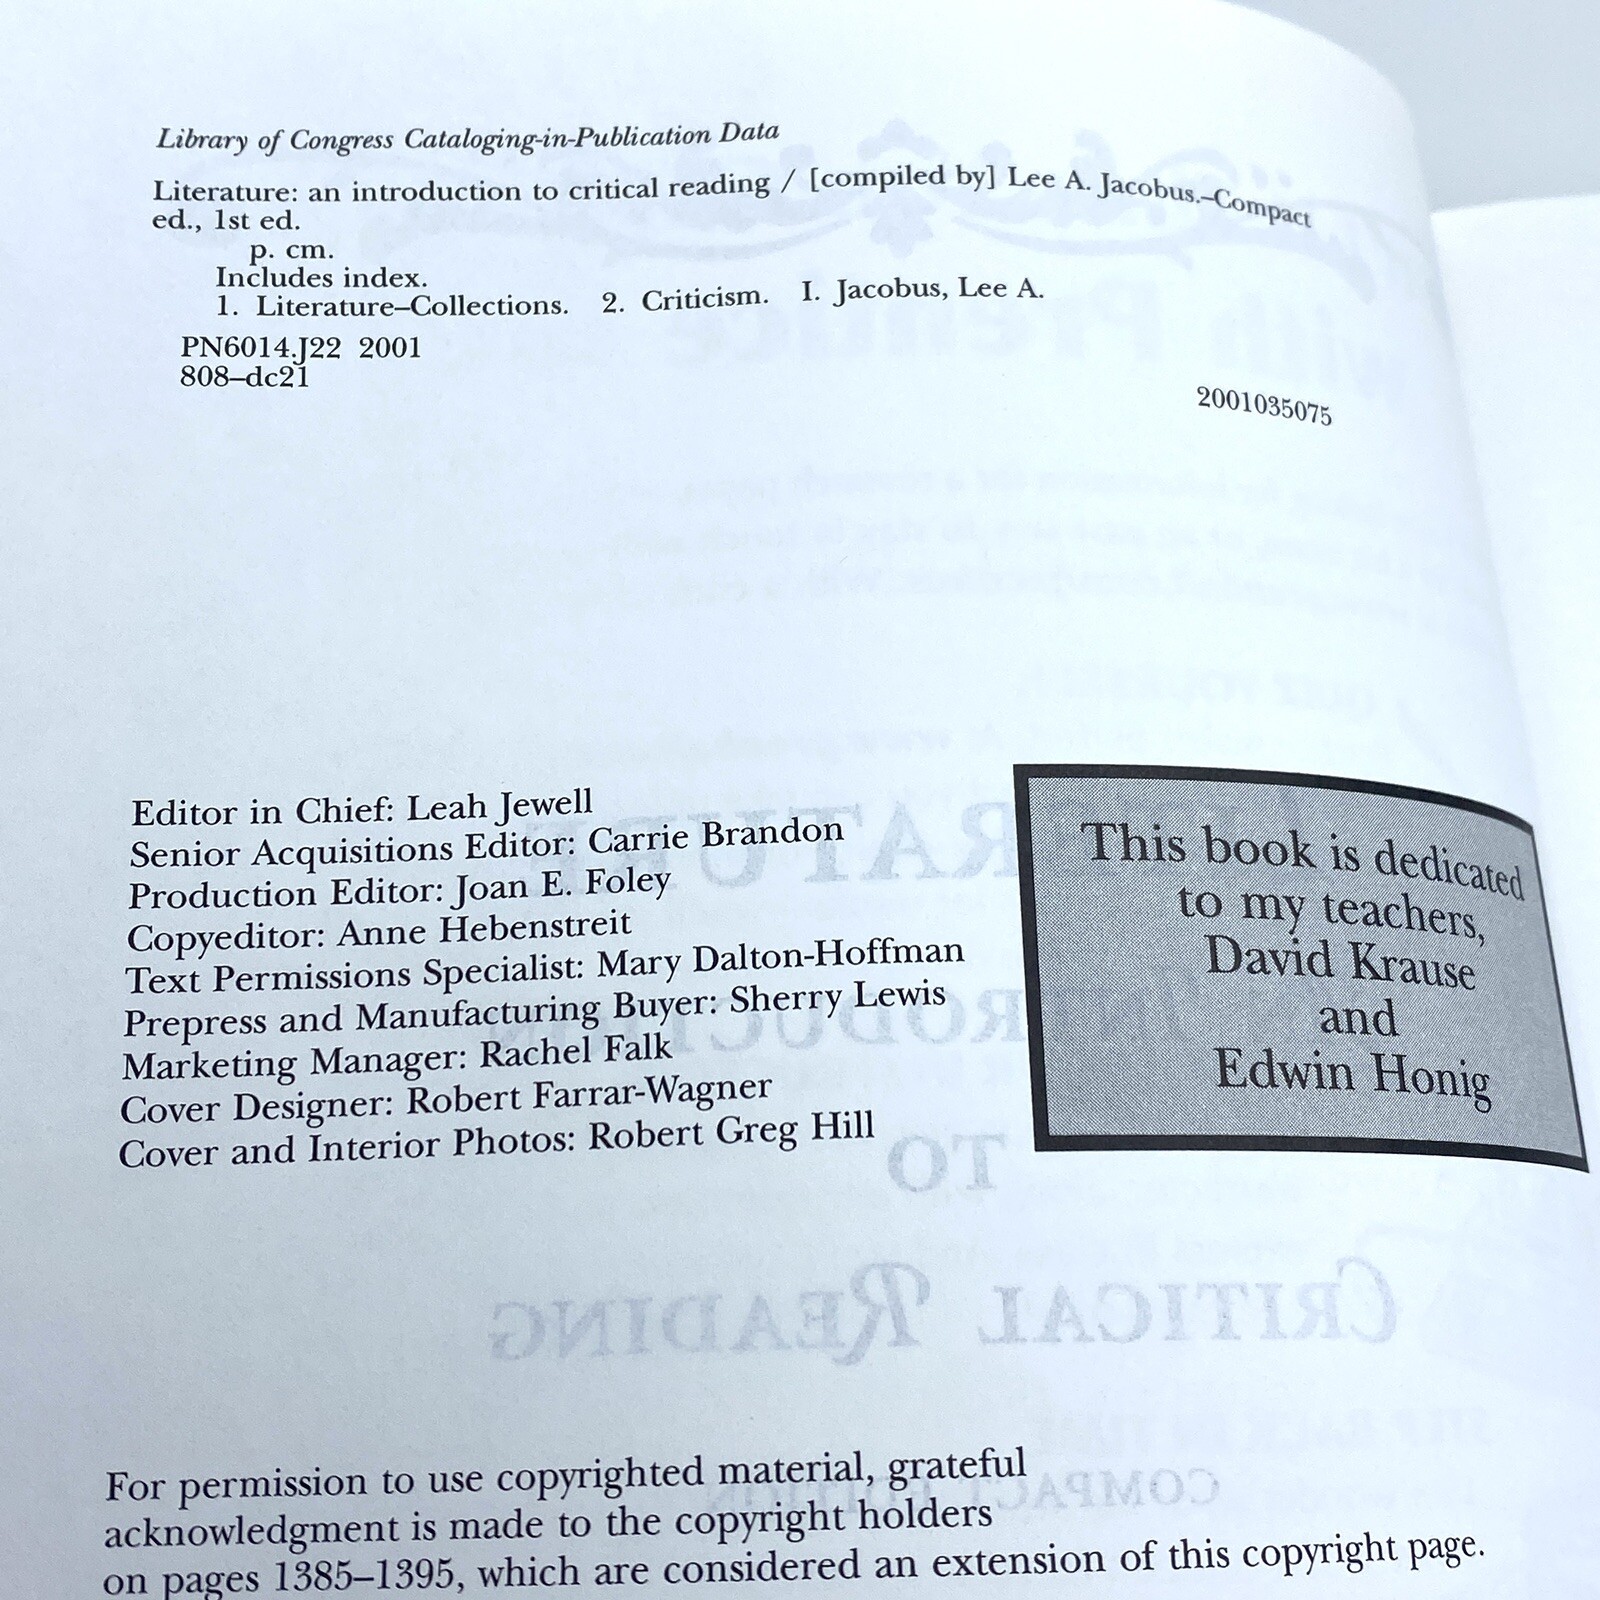 Library of Congress Cataloging-in-Publication Data
Literature: an introduction to critical reading / [compiled by] Lee A. Jacobus.–Compact
ed., 1st ed.
p. cm.
Includes index.
1. Literature–Collections. 2. Criticism. I. Jacobus, Lee A.
PN6014.J22 2001
808–dc21
2001035075
Editor in Chief: Leah Jewell
Senior Acquisitions Editor: Carrie Brandon
Production Editor: Joan E. Foley
Copyeditor: Anne Hebenstreit
Text Permissions Specialist: Mary Dalton-Hoffman
Prepress and Manufacturing Buyer: Sherry Lewis
Marketing Manager: Rachel Falk
Cover Designer: Robert Farrar-Wagner
Cover and Interior Photos: Robert Greg Hill
This book is dedicated
to my teachers,
David Krause
and
Edwin Honig
For permission to use copyrighted material, grateful
acknowledgment is made to the copyright holders
on pages 1385–1395, which are considered an extension of this copyright page.